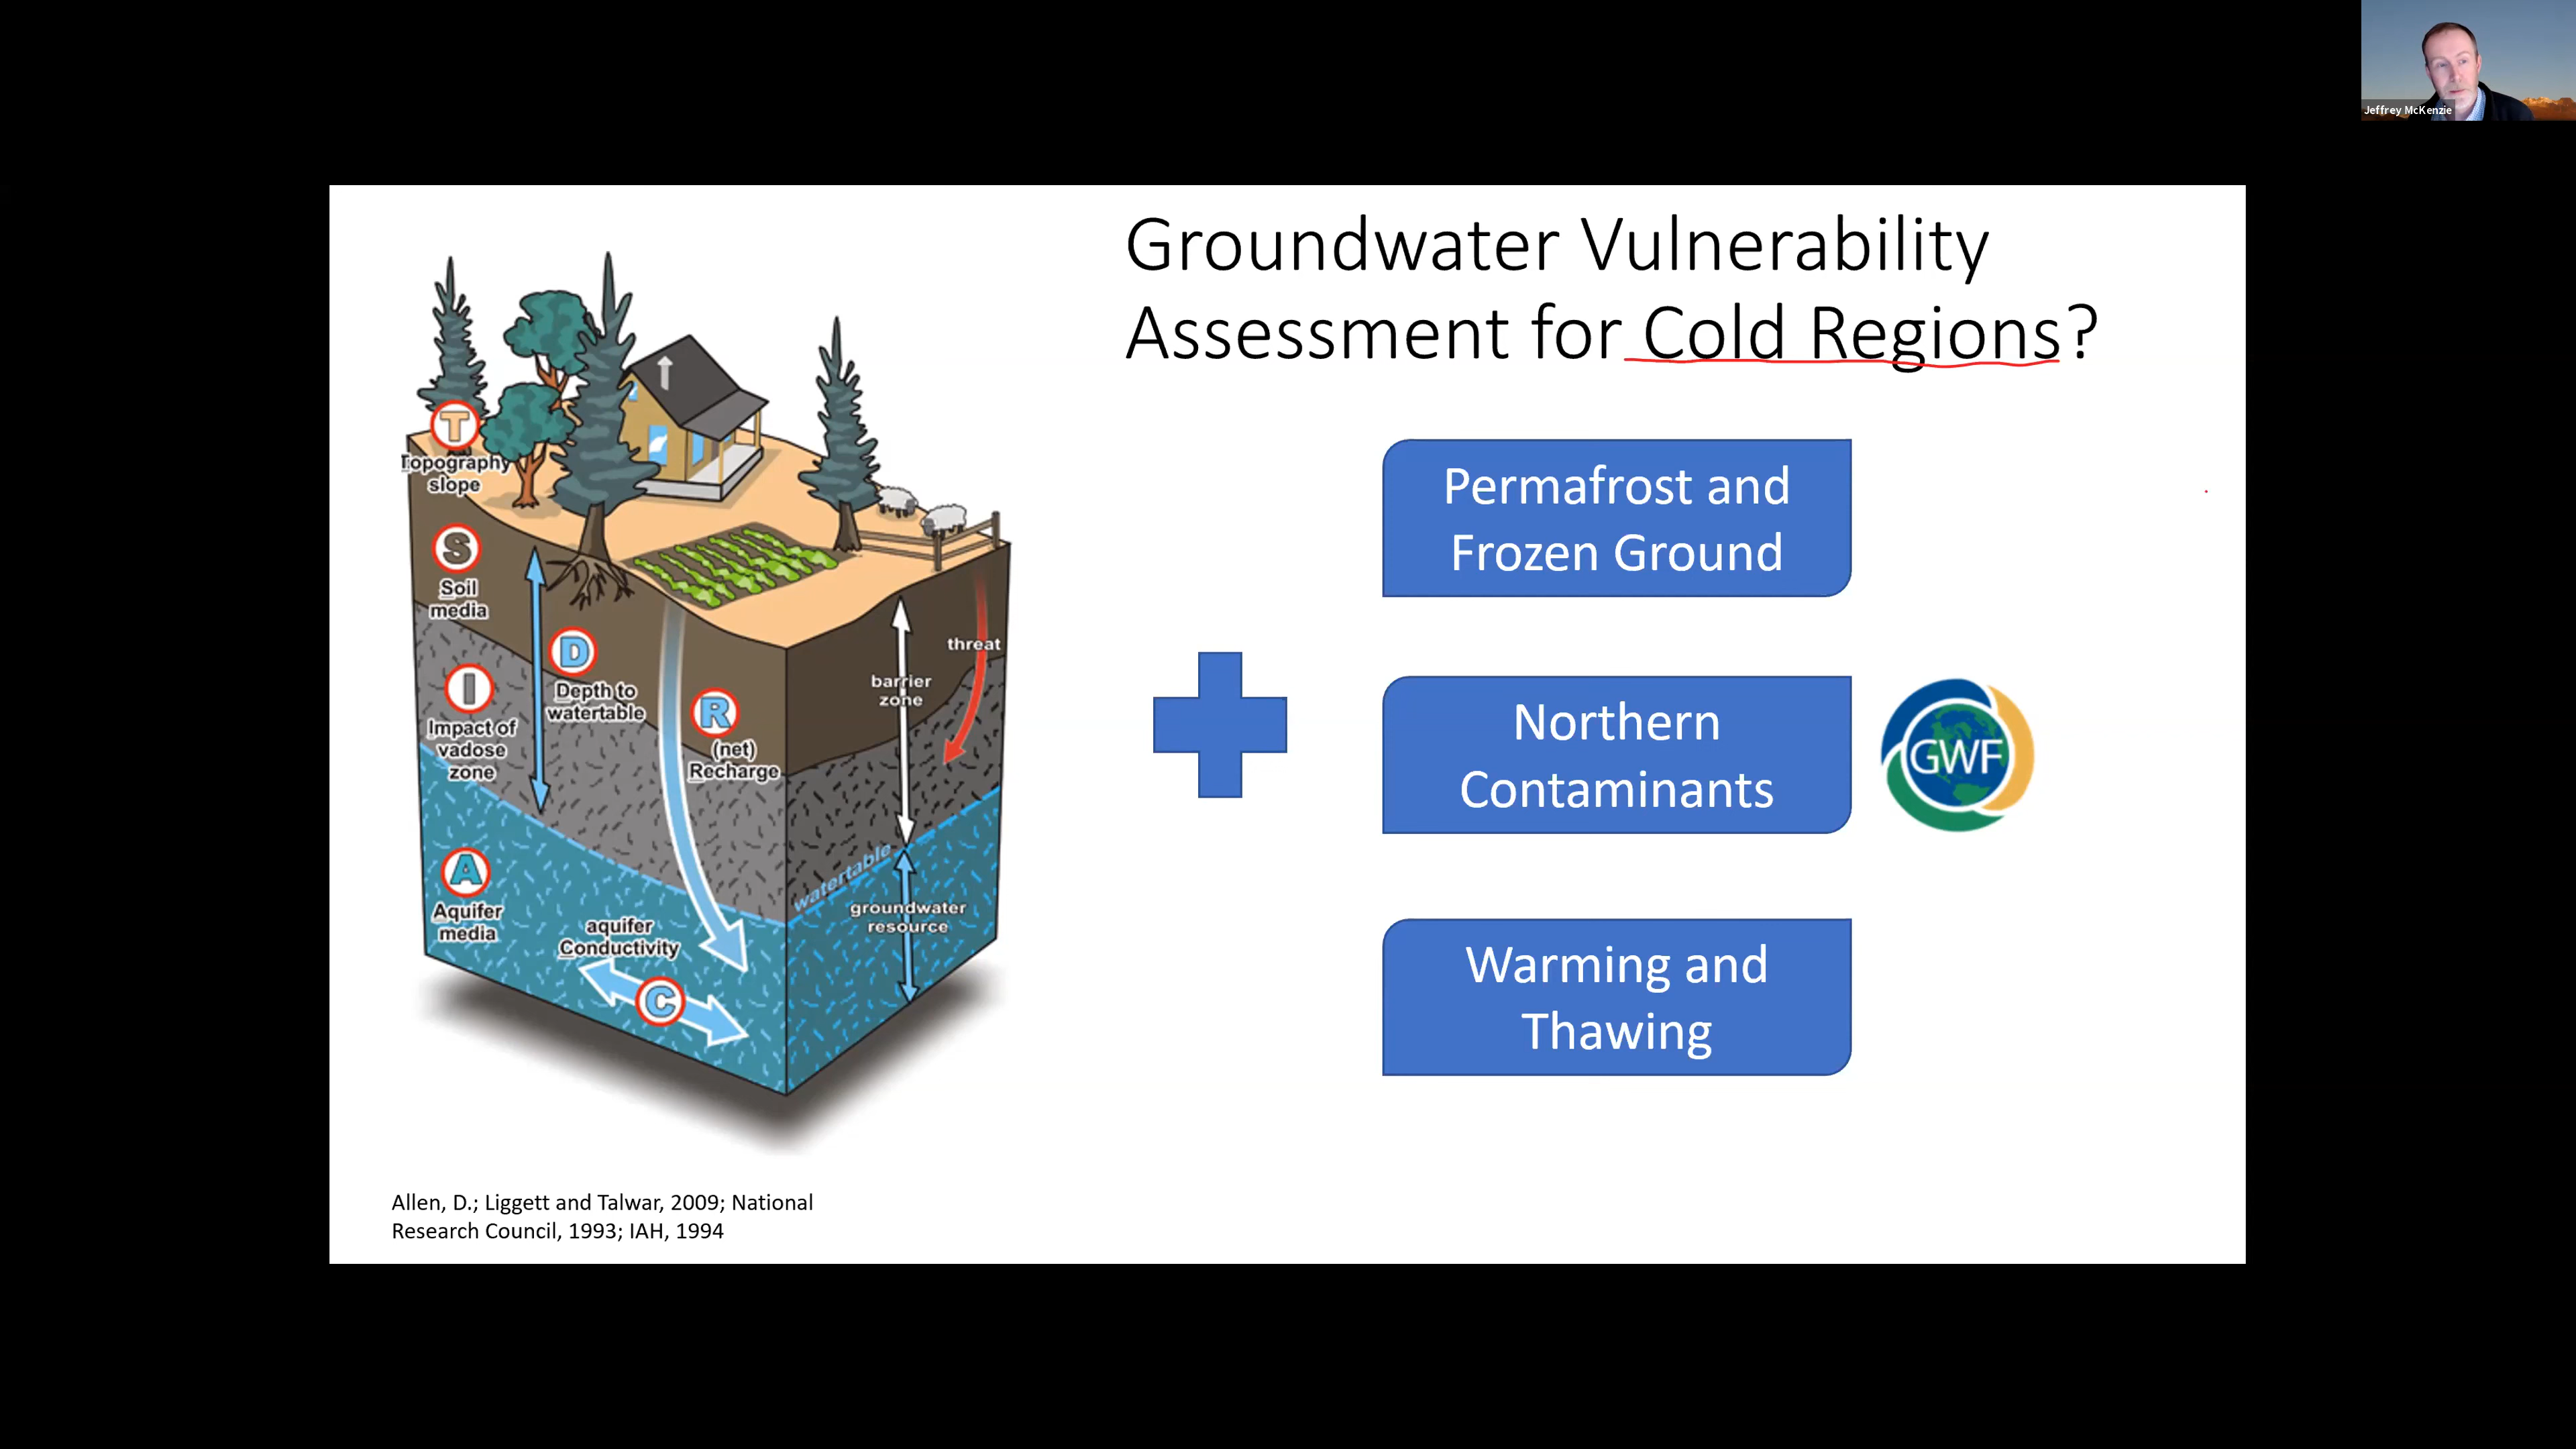 Jeffrey McKenzie
Groundwater Vulnerability
Assessment for Cold Regions?
T
Topography
slope
S
Soil
media
D
Depth to
watertable
I
Impact of
vadose
zone
R
(net)
Recharge
threat
barrier
zone
watertable
groundwater
resource
A
Aquifer
media
aquifer
Conductivity
C
Permafrost and
Frozen Ground
Northern
Contaminants
GWF
Warming and
Thawing
Allen, D.; Liggett and Talwar, 2009; National
Research Council, 1993; IAH, 1994